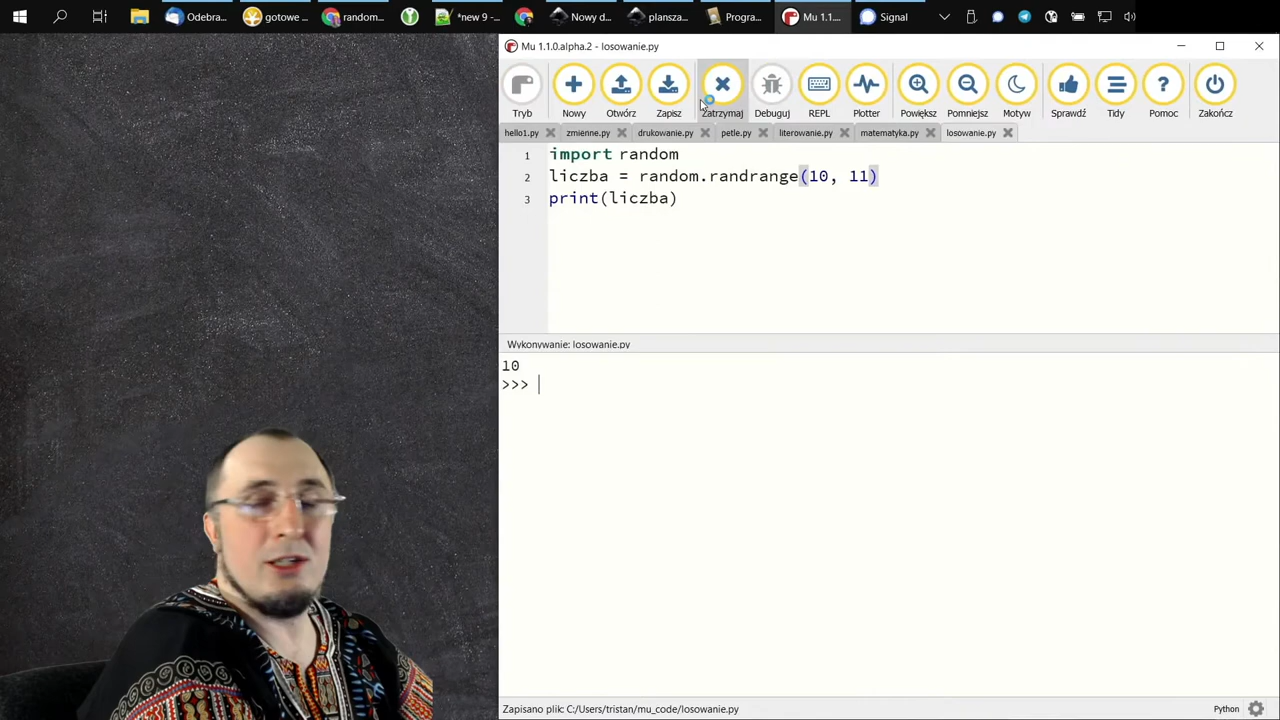 Odebra...
gotowe ...
random...
*new 9 -...
Nowy d...
plansza...
Progra...
Mu 1.1....
Signal
Mu 1.1.0.alpha.2 - losowanie.py
Tryb
Nowy
Otwórz
Zapisz
Zatrzymaj
Debuguj
REPL
Plotter
Powiększ
Pomniejsz
Motyw
Sprawdź
Tidy
Pomoc
Zakończ
hello1.py
zmienne.py
drukowanie.py
petle.py
literowanie.py
matematyka.py
losowanie.py
1 import random
2 liczba = random.randrange(10, 11)
3 print(liczba)
Wykonywanie: losowanie.py
10
>>>
Zapisano plik: C:/Users/tristan/mu_code/losowanie.py
Python